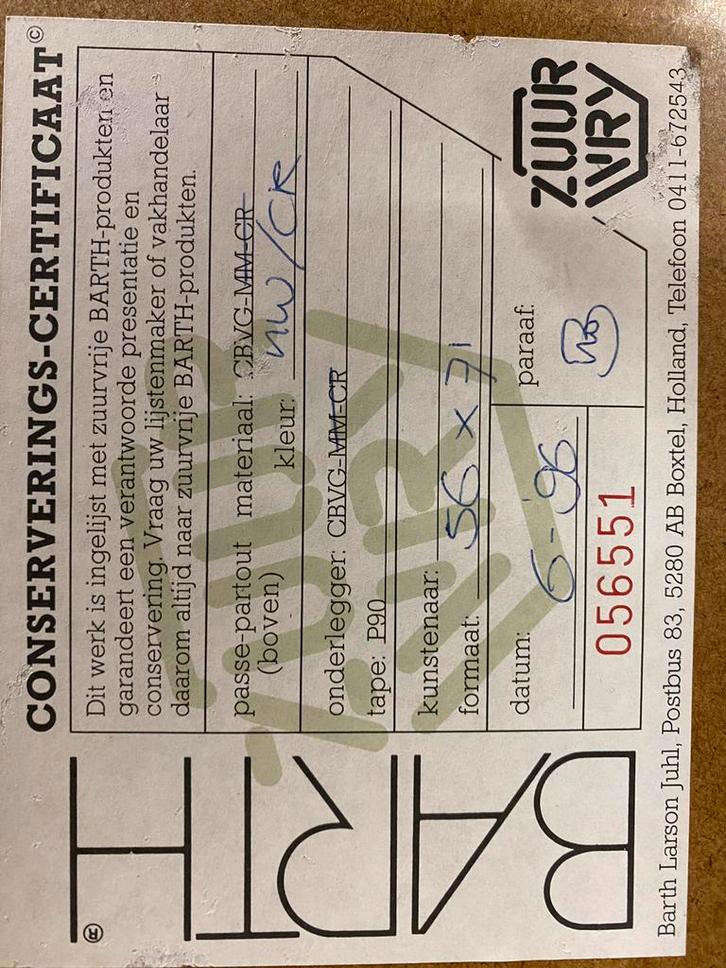 CONSERVERINGS-CERTIFICAAT©
BARTH®
Dit werk is ingelijst met zuurvrije BARTH-produkten en
garandeert een verantwoorde presentatie en
conservering. Vraag uw lijstenmaker of vakhandelaar
daarom altijd naar zuurvrije BARTH-produkten.
passe-partout materiaal: CBVG-MM-CR
(boven) kleur: NW/CR
onderlegger: CBVG-MM-CR
tape: P90
kunstenaar:
formaat: 56 x 71
datum: 6-'96
paraaf:
056551
ZUUR
VRY
Barth Larson Juhl, Postbus 83, 5280 AB Boxtel, Holland, Telefoon 0411-672543